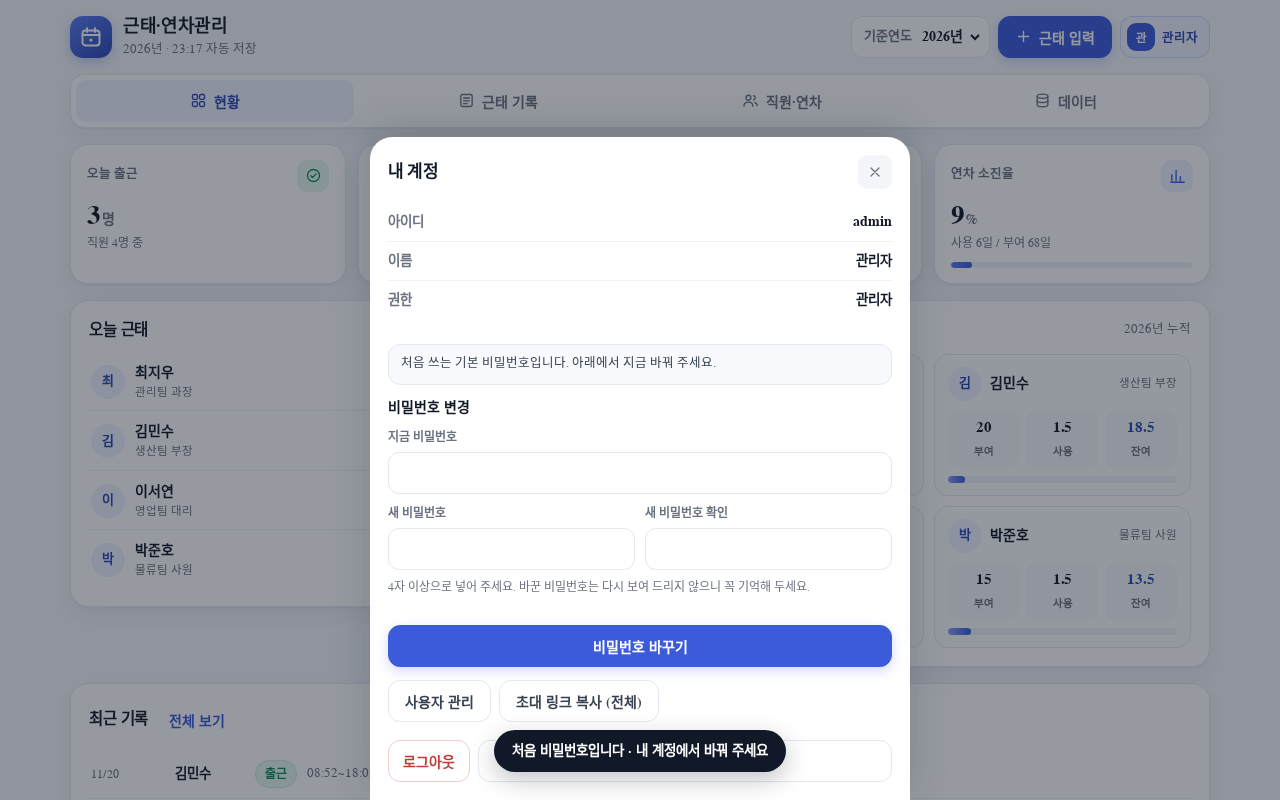 근태·연차관리
2026년 · 23:17 자동 저장
기준연도 2026년
근태 입력
관 관리자
현황
근태 기록
직원·연차
데이터
오늘 출근
3명
직원 4명 중
연차 소진율
9%
사용 6일 / 부여 68일
내 계정
아이디 admin
이름 관리자
권한 관리자
처음 쓰는 기본 비밀번호입니다. 아래에서 지금 바꿔 주세요.
비밀번호 변경
지금 비밀번호
새 비밀번호
새 비밀번호 확인
4자 이상으로 넣어 주세요. 바꾼 비밀번호는 다시 보여 드리지 않으니 꼭 기억해 두세요.
비밀번호 바꾸기
사용자 관리
초대 링크 복사 (전체)
로그아웃
처음 비밀번호입니다 · 내 계정에서 바꿔 주세요
오늘 근태
최 최지우
관리팀 과장
김 김민수
생산팀 부장
이 이서연
영업팀 대리
박 박준호
물류팀 사원
2026년 누적
김 김민수 생산팀 부장
20 1.5 18.5
부여 사용 잔여
박 박준호 물류팀 사원
15 1.5 13.5
부여 사용 잔여
최근 기록 전체 보기
11/20 김민수 출근 08:52~18:0